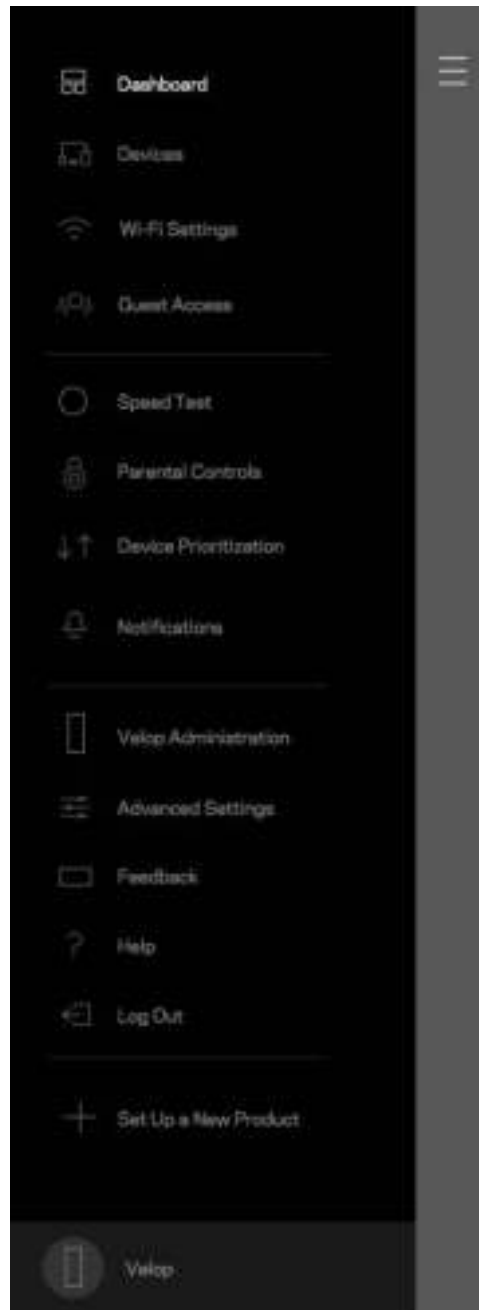 Dashboard
Devices
Wi-Fi Settings
Guest Access
Speed Test
Parental Controls
Device Prioritization
Notifications
Velop Administration
Advanced Settings
Feedback
Help
Log Out
Set Up a New Product
Velop